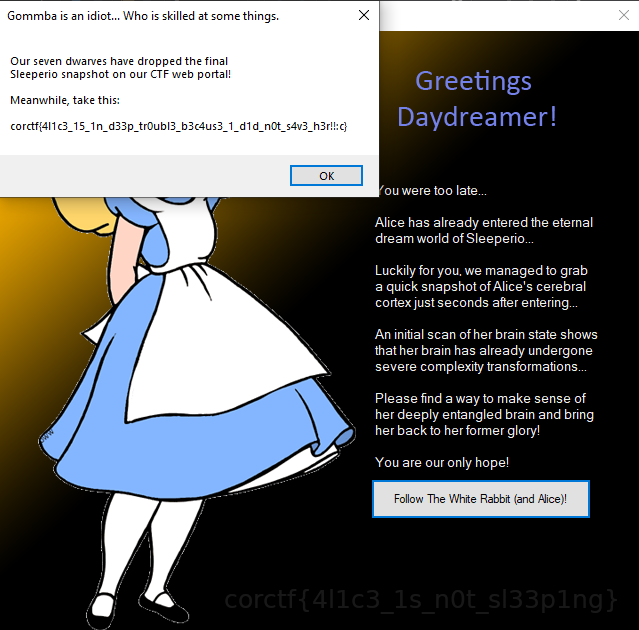 Gommba is an idiot... Who is skilled at some things.
Our seven dwarves have dropped the final
Sleeperio snapshot on our CTF web portal!
Meanwhile, take this:
corctf{4l1c3_15_1n_d33p_tr0ubl3_b3c4us3_1_d1d_n0t_s4v3_h3r!!:c}
OK
Greetings
Daydreamer!
You were too late...
Alice has already entered the eternal
dream world of Sleeperio...
Luckily for you, we managed to grab
a quick snapshot of Alice's cerebral
cortex just seconds after entering...
An initial scan of her brain state shows
that her brain has already undergone
severe complexity transformations...
Please find a way to make sense of
her deeply entangled brain and bring
her back to her former glory!
You are our only hope!
Follow The White Rabbit (and Alice)!
corctf{4l1c3_1s_n0t_sl33p1ng}